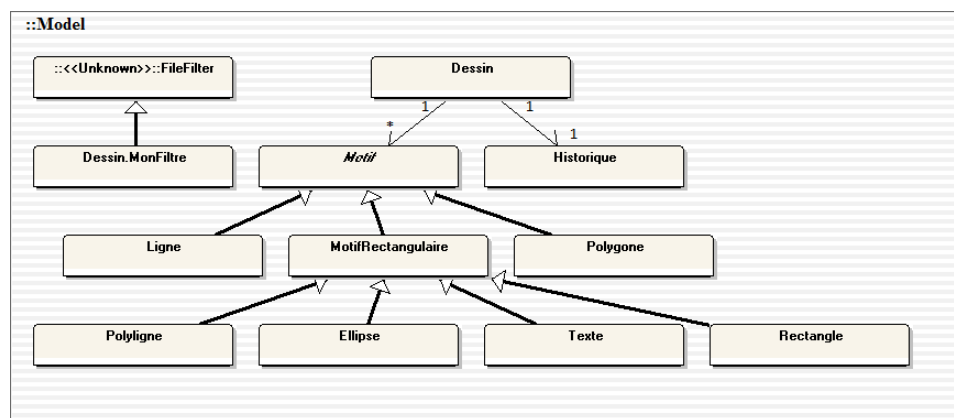 ::Model
::<<Unknown>>::FileFilter
Dessin
1
1
*
1
Dessin.MonFiltre
Motif
Historique
Ligne
MotifRectangulaire
Polygone
Polyligne
Ellipse
Texte
Rectangle